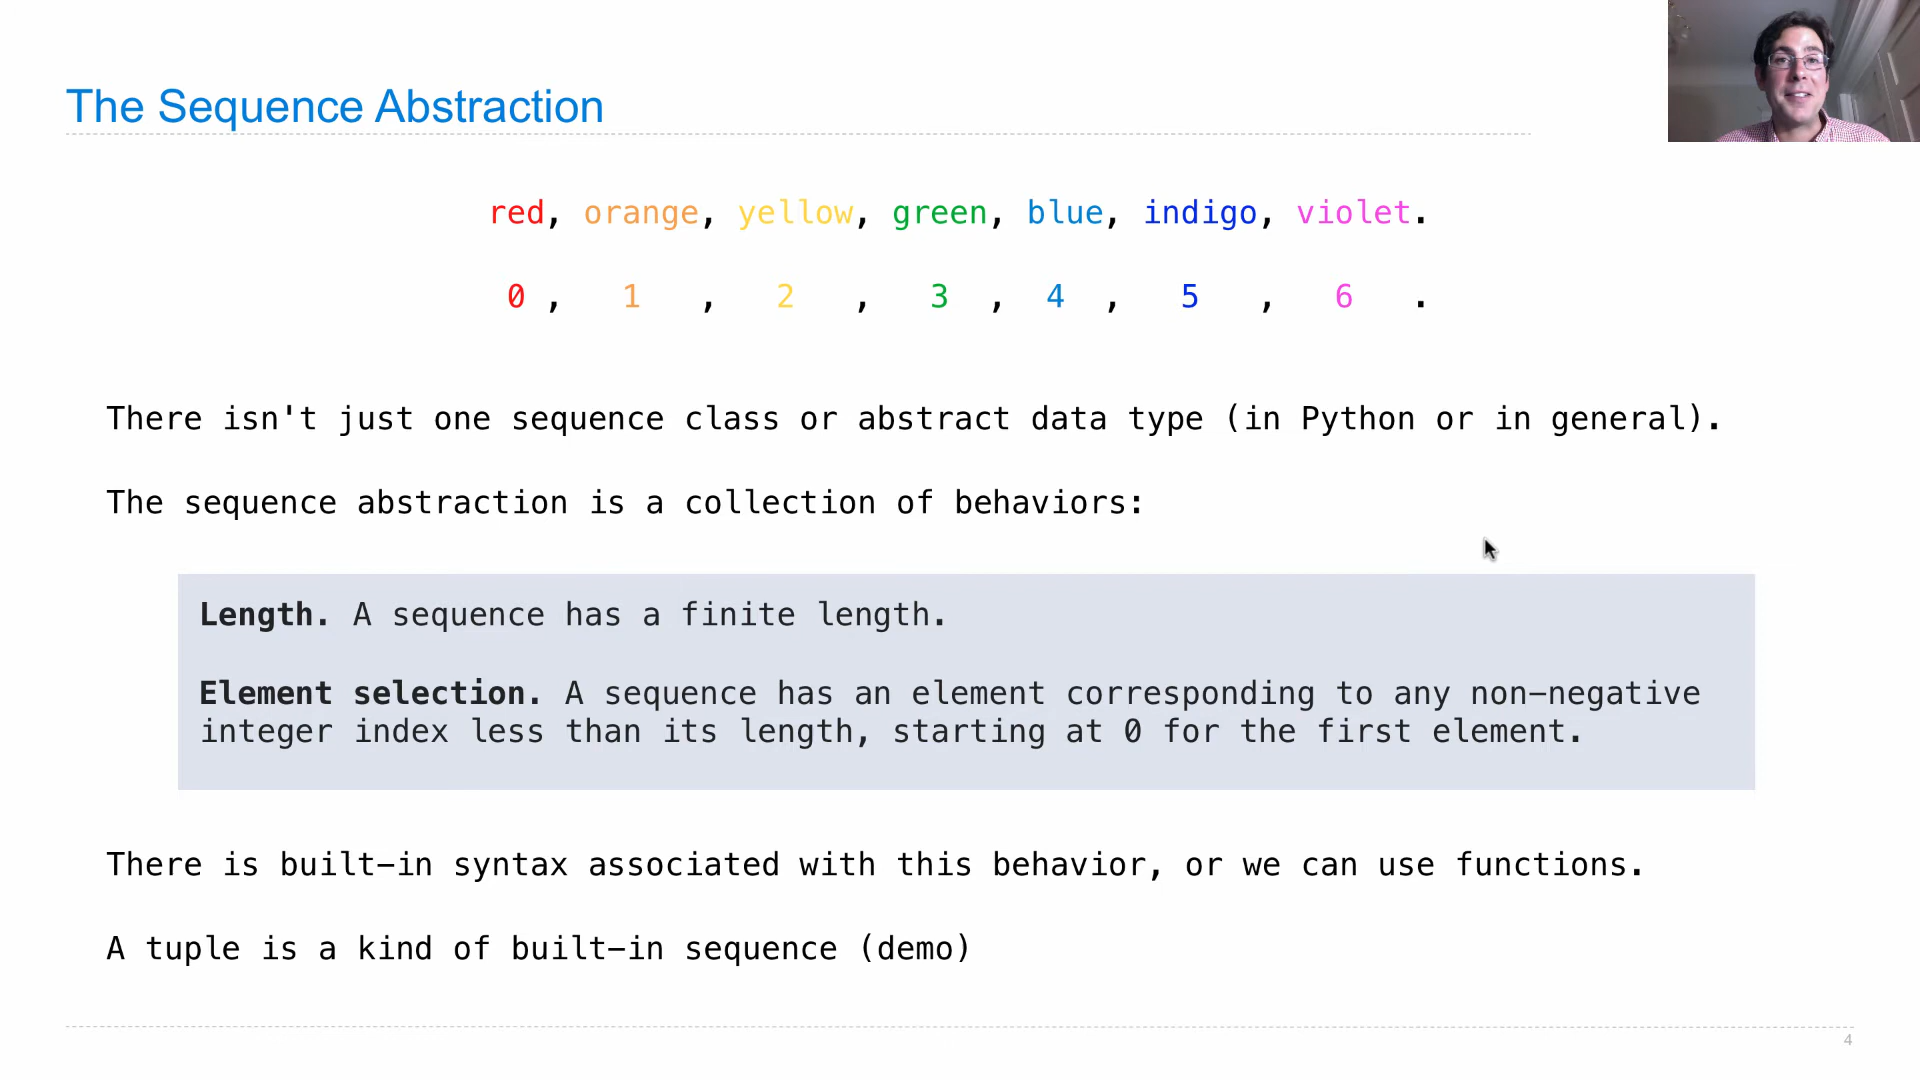 The Sequence Abstraction
red, orange, yellow, green, blue, indigo, violet.
0 , 1 , 2 , 3 , 4 , 5 , 6 .
There isn't just one sequence class or abstract data type (in Python or in general).
The sequence abstraction is a collection of behaviors:
Length. A sequence has a finite length.
Element selection. A sequence has an element corresponding to any non-negative
integer index less than its length, starting at 0 for the first element.
There is built-in syntax associated with this behavior, or we can use functions.
A tuple is a kind of built-in sequence (demo)
4